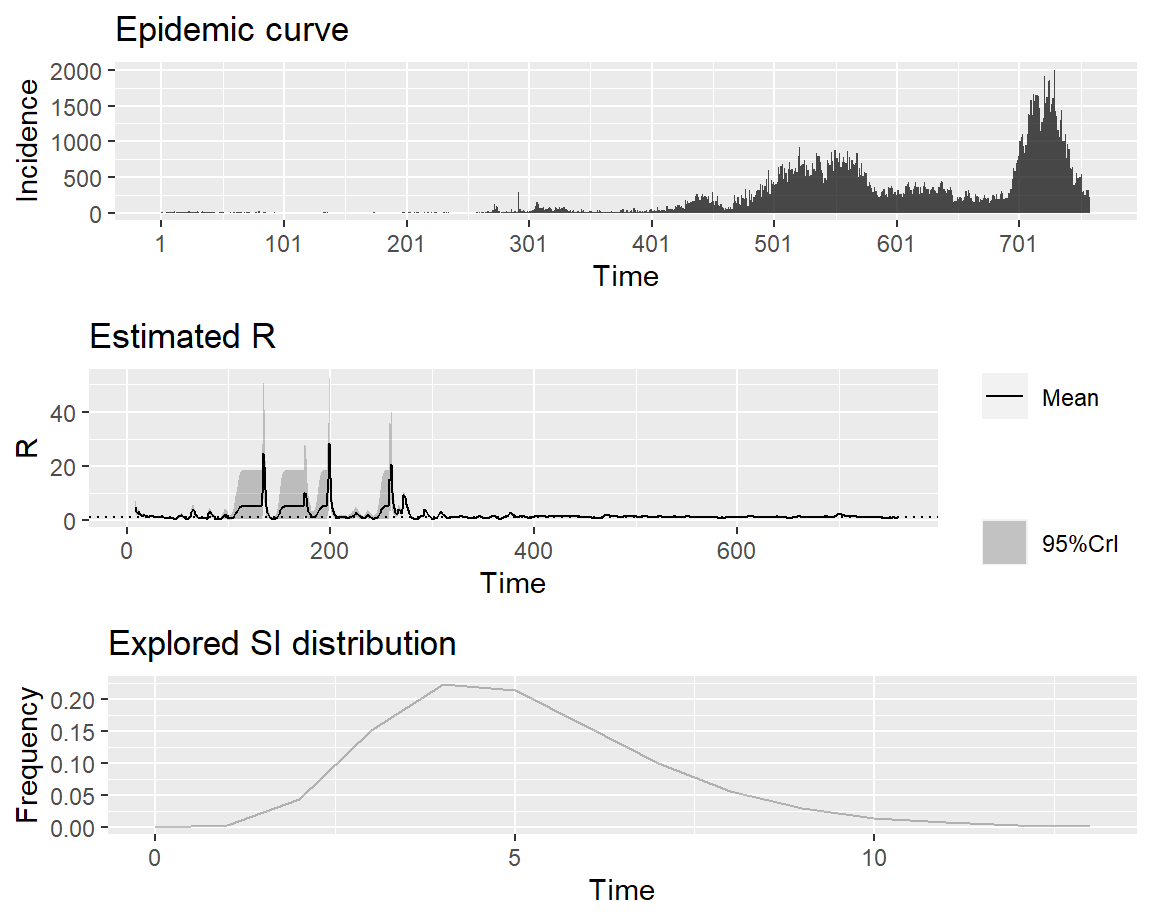 Epidemic curve
Incidence
2000
1500
1000
500
0
1 101 201 301 401 501 601 701
Time
Estimated R
R
40
20
0
0 200 400 600
Time
Mean
95%CrI
Explored SI distribution
Frequency
0.20
0.15
0.10
0.05
0.00
0 5 10
Time